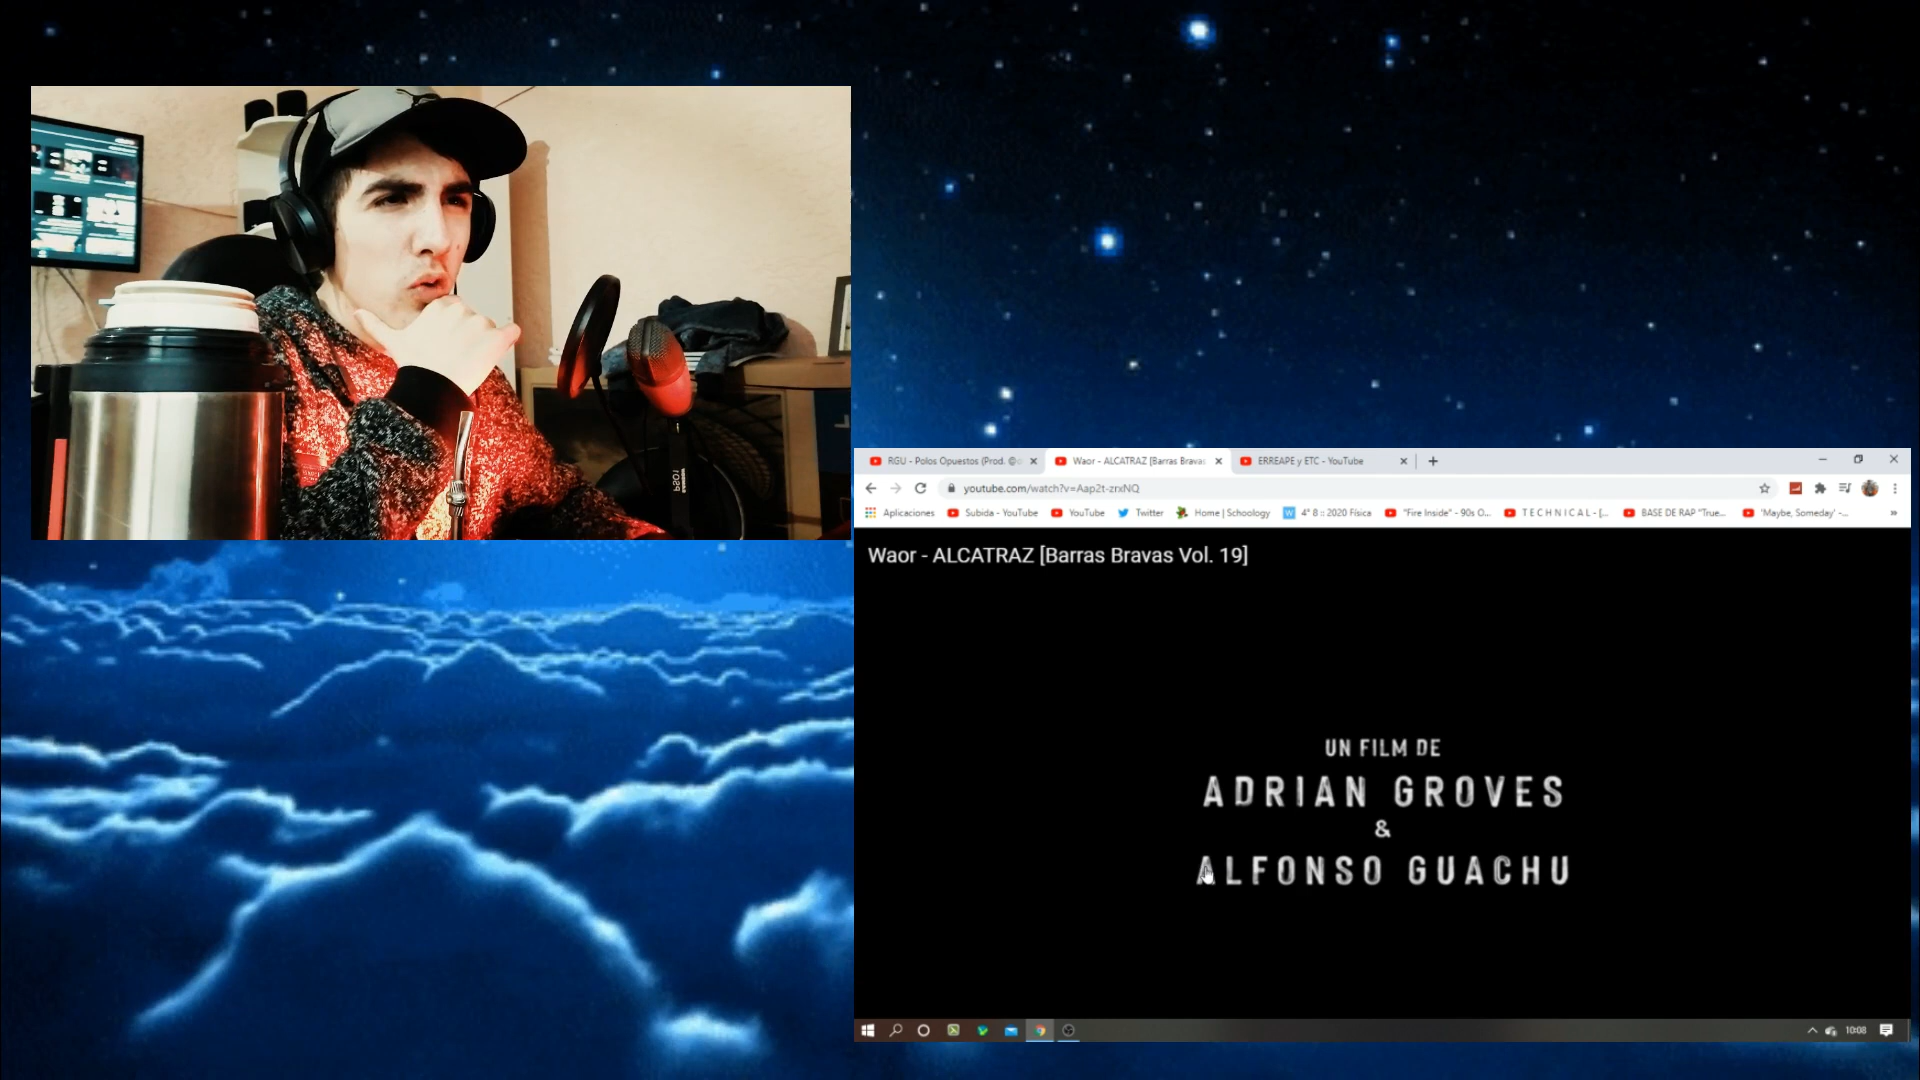 RGU - Polos Opuestos (Prod. @
Waor - ALCATRAZ [Barras Bravas
ERREAPE y ETC - YouTube
youtube.com/watch?v=Aap2t-zrxNQ
Aplicaciones
Subida - YouTube
YouTube
Twitter
Home | Schoology
4° 8 :: 2020 Física
"Fire Inside" - 90s O...
T E C H N I C A L - [...
BASE DE RAP "True...
'Maybe, Someday' -...
Waor - ALCATRAZ [Barras Bravas Vol. 19]
UN FILM DE
ADRIAN GROVES
&
ALFONSO GUACHU
10:08